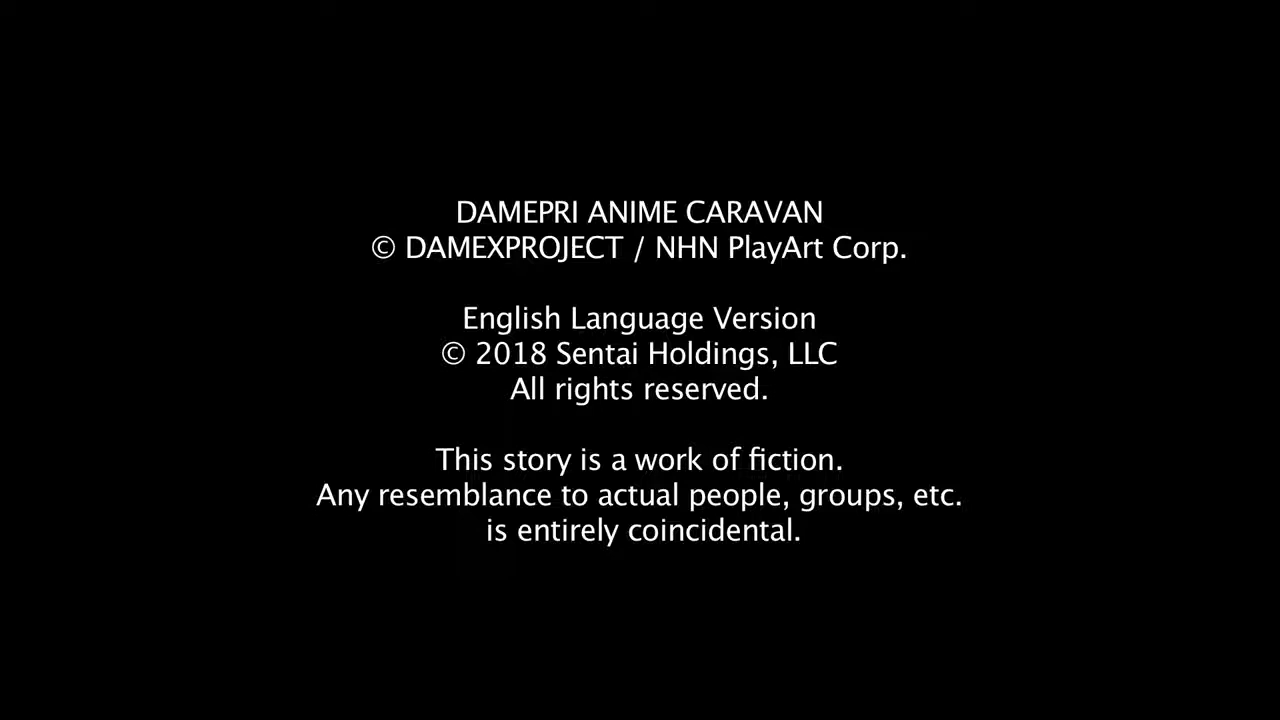 DAMEPRI ANIME CARAVAN
© DAMEXPROJECT / NHN PlayArt Corp.
English Language Version
© 2018 Sentai Holdings, LLC
All rights reserved.
This story is a work of fiction.
Any resemblance to actual people, groups, etc.
is entirely coincidental.